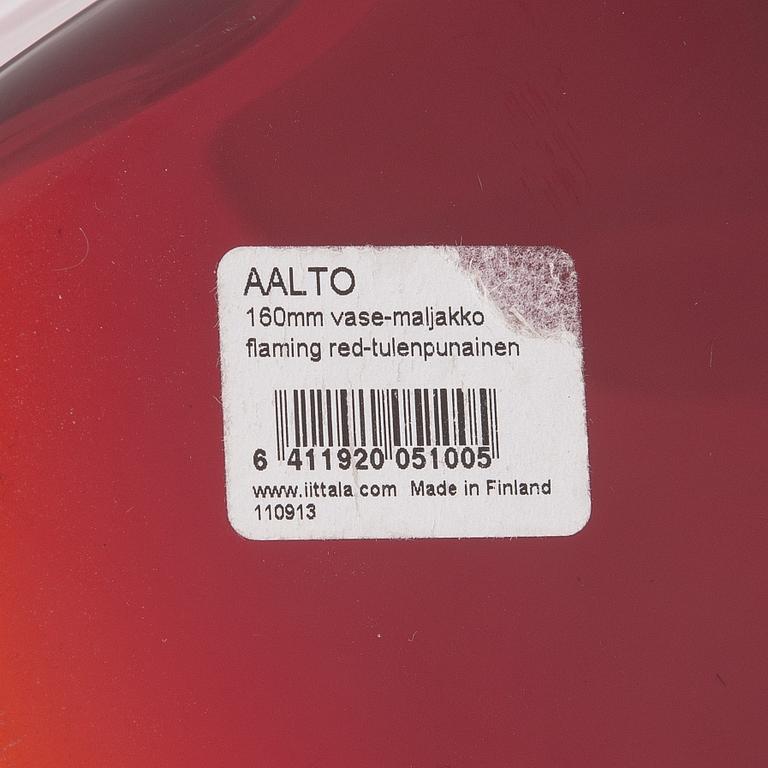 AALTO
160mm vase-maljakko
flaming red-tulenpunainen
6 411920 051005
www.iittala.com Made in Finland
110913